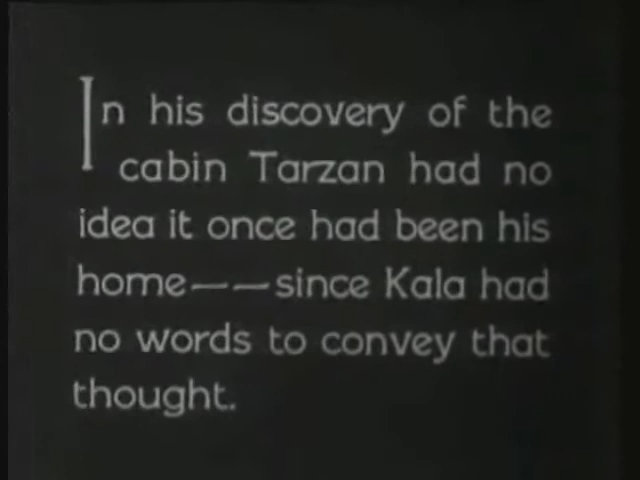 In his discovery of the
cabin Tarzan had no
idea it once had been his
home——since Kala had
no words to convey that
thought.